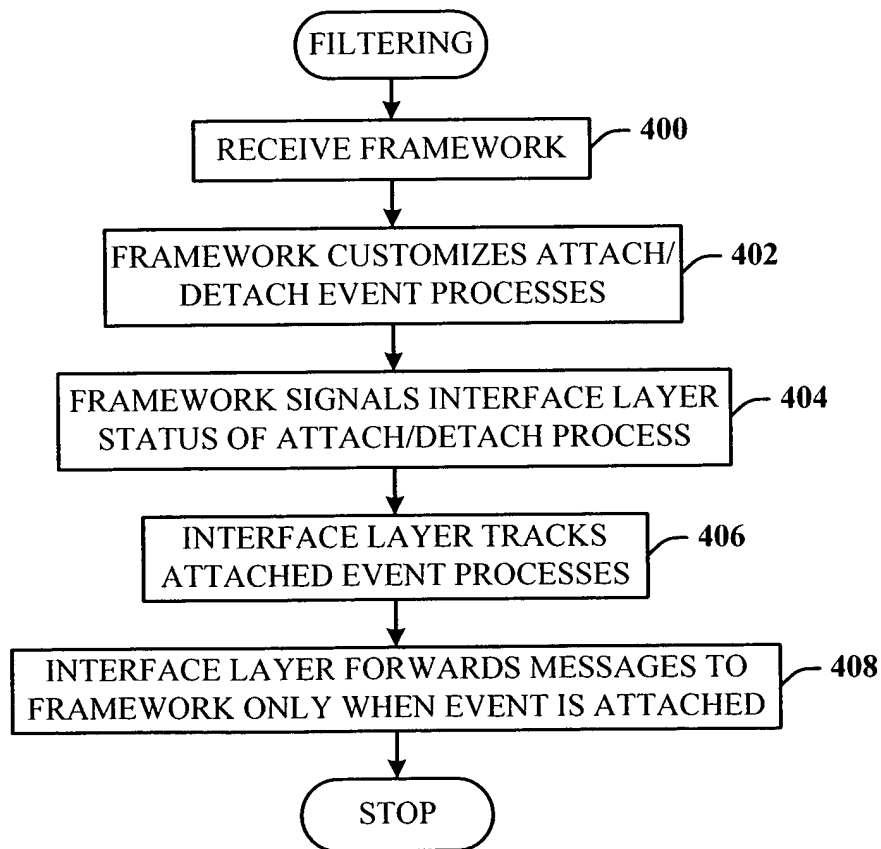 FILTERING
RECEIVE FRAMEWORK
400
FRAMEWORK CUSTOMIZES ATTACH/
DETACH EVENT PROCESSES
402
FRAMEWORK SIGNALS INTERFACE LAYER
STATUS OF ATTACH/DETACH PROCESS
404
INTERFACE LAYER TRACKS
ATTACHED EVENT PROCESSES
406
INTERFACE LAYER FORWARDS MESSAGES TO
FRAMEWORK ONLY WHEN EVENT IS ATTACHED
408
STOP